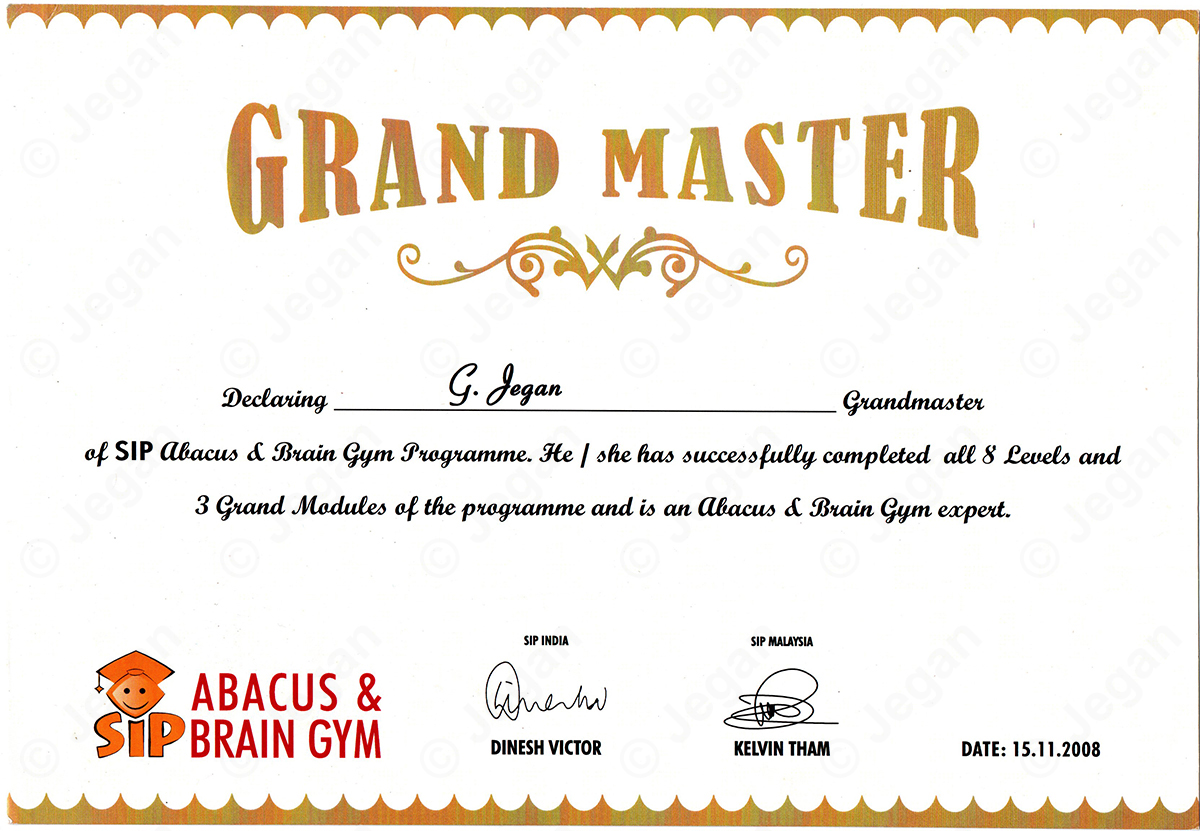 GRAND MASTER
Declaring G. Jegan Grandmaster
of SIP Abacus & Brain Gym Programme. He / she has successfully completed all 8 Levels and
3 Grand Modules of the programme and is an Abacus & Brain Gym expert.
SIP INDIA
SIP MALAYSIA
SIP
ABACUS &
BRAIN GYM
DINESH VICTOR
KELVIN THAM
DATE: 15.11.2008
© Jegan